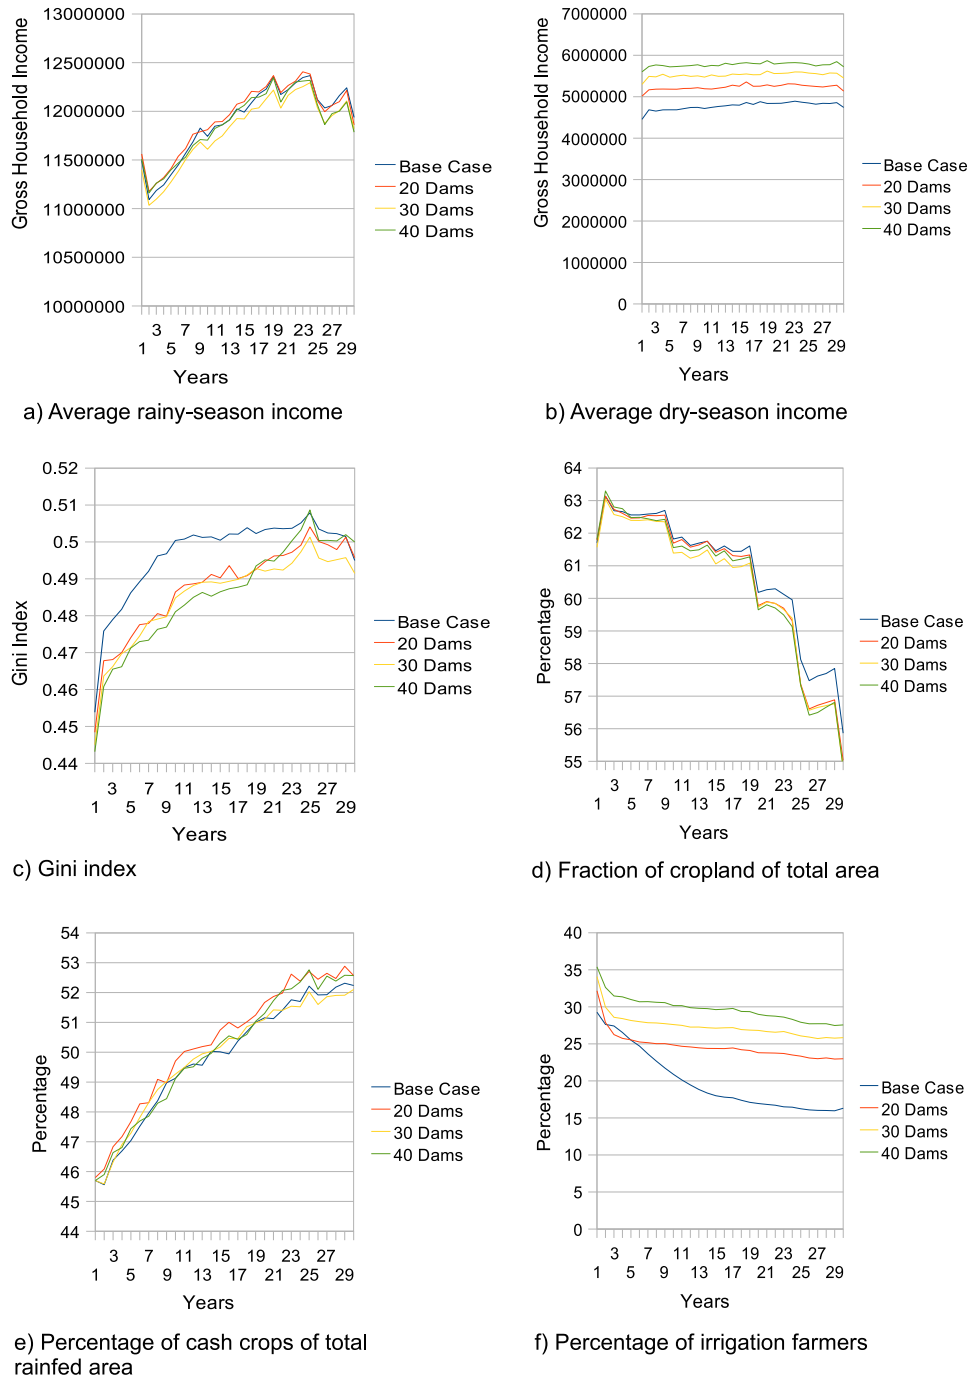 13000000
12500000
12000000
11500000
11000000
10500000
10000000
Gross Household Income
3 7 11 15 19 23 27
1 5 9 13 17 21 25 29
Years
Base Case
20 Dams
30 Dams
40 Dams
a) Average rainy-season income
7000000
6000000
5000000
4000000
3000000
2000000
1000000
0
Gross Household Income
3 7 11 15 19 23 27
1 5 9 13 17 21 25 29
Years
Base Case
20 Dams
30 Dams
40 Dams
b) Average dry-season income
0.52
0.51
0.5
0.49
0.48
0.47
0.46
0.45
0.44
Gini Index
3 7 11 15 19 23 27
1 5 9 13 17 21 25 29
Years
Base Case
20 Dams
30 Dams
40 Dams
c) Gini index
64
63
62
61
60
59
58
57
56
55
Percentage
3 7 11 15 19 23 27
1 5 9 13 17 21 25 29
Years
Base Case
20 Dams
30 Dams
40 Dams
d) Fraction of cropland of total area
54
53
52
51
50
49
48
47
46
45
44
Percentage
3 7 11 15 19 23 27
1 5 9 13 17 21 25 29
Years
Base Case
20 Dams
30 Dams
40 Dams
e) Percentage of cash crops of total
rainfed area
40
35
30
25
20
15
10
5
0
Percentage
3 7 11 15 19 23 27
1 5 9 13 17 21 25 29
Years
Base Case
20 Dams
30 Dams
40 Dams
f) Percentage of irrigation farmers